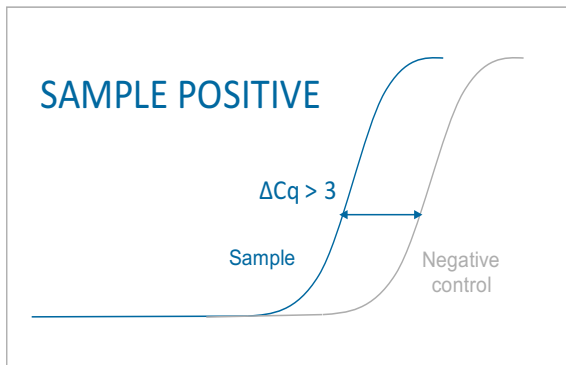 SAMPLE POSITIVE
ΔCq > 3
Sample
Negative
control